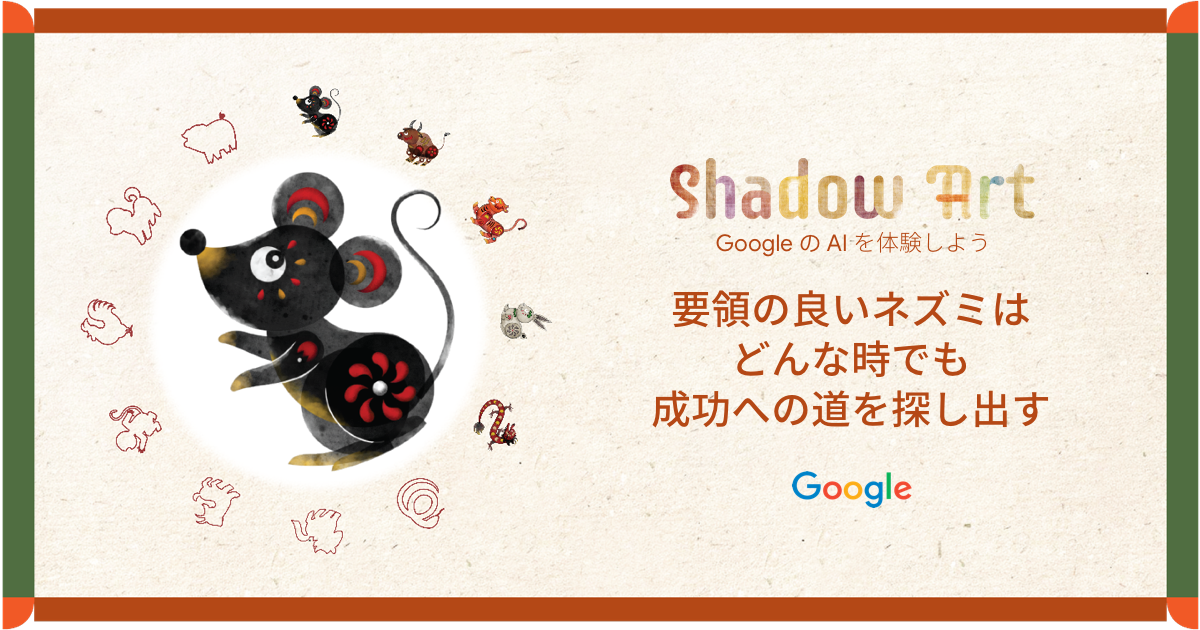 Shadow Art
Google の AI を体験しよう
要領の良いネズミは
どんな時でも
成功への道を探し出す
Google